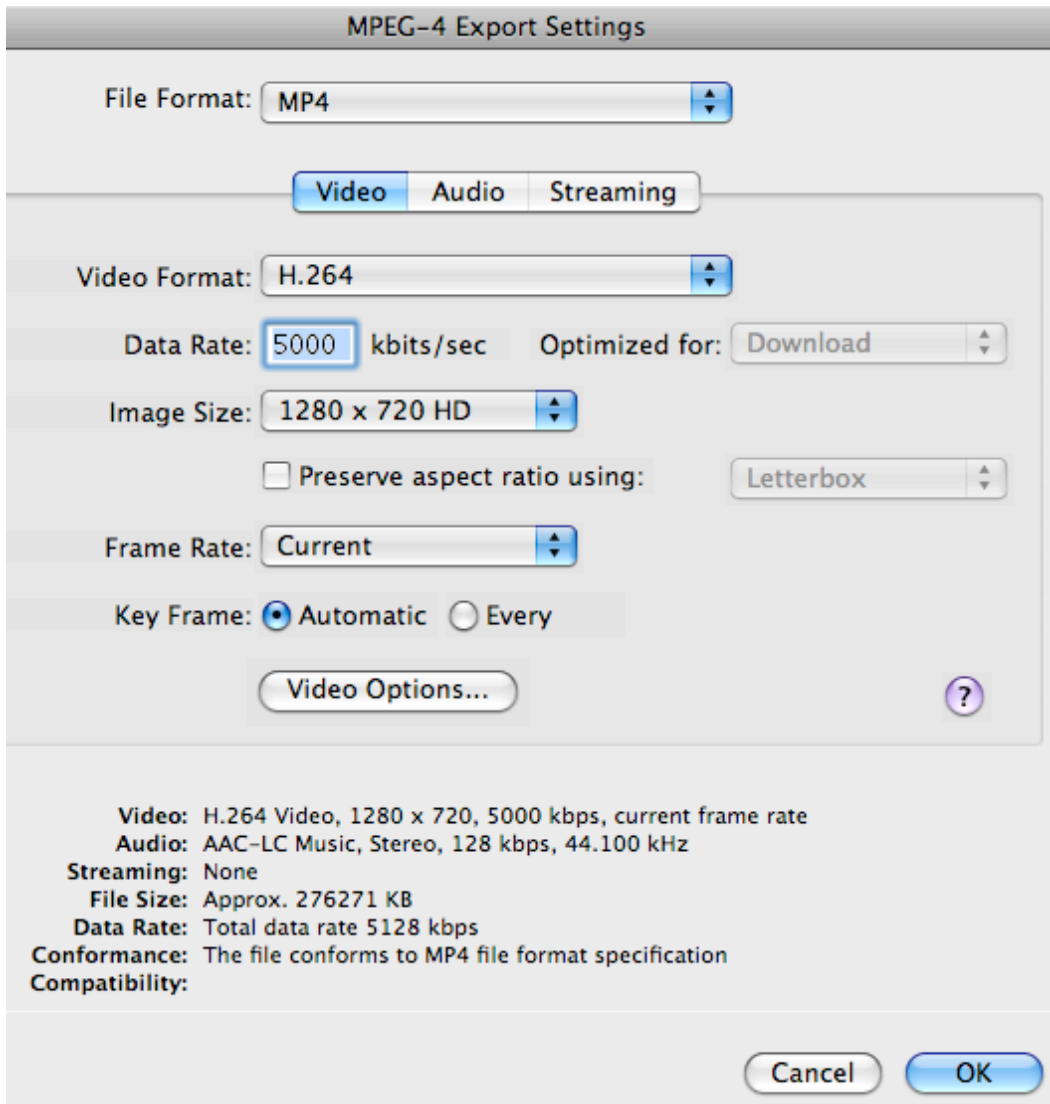 MPEG-4 Export Settings
File Format: MP4
Video Audio Streaming
Video Format: H.264
Data Rate: 5000 kbits/sec Optimized for: Download
Image Size: 1280 x 720 HD
Preserve aspect ratio using: Letterbox
Frame Rate: Current
Key Frame: Automatic Every
Video Options...
?
Video: H.264 Video, 1280 x 720, 5000 kbps, current frame rate
Audio: AAC-LC Music, Stereo, 128 kbps, 44.100 kHz
Streaming: None
File Size: Approx. 276271 KB
Data Rate: Total data rate 5128 kbps
Conformance: The file conforms to MP4 file format specification
Compatibility:
Cancel OK